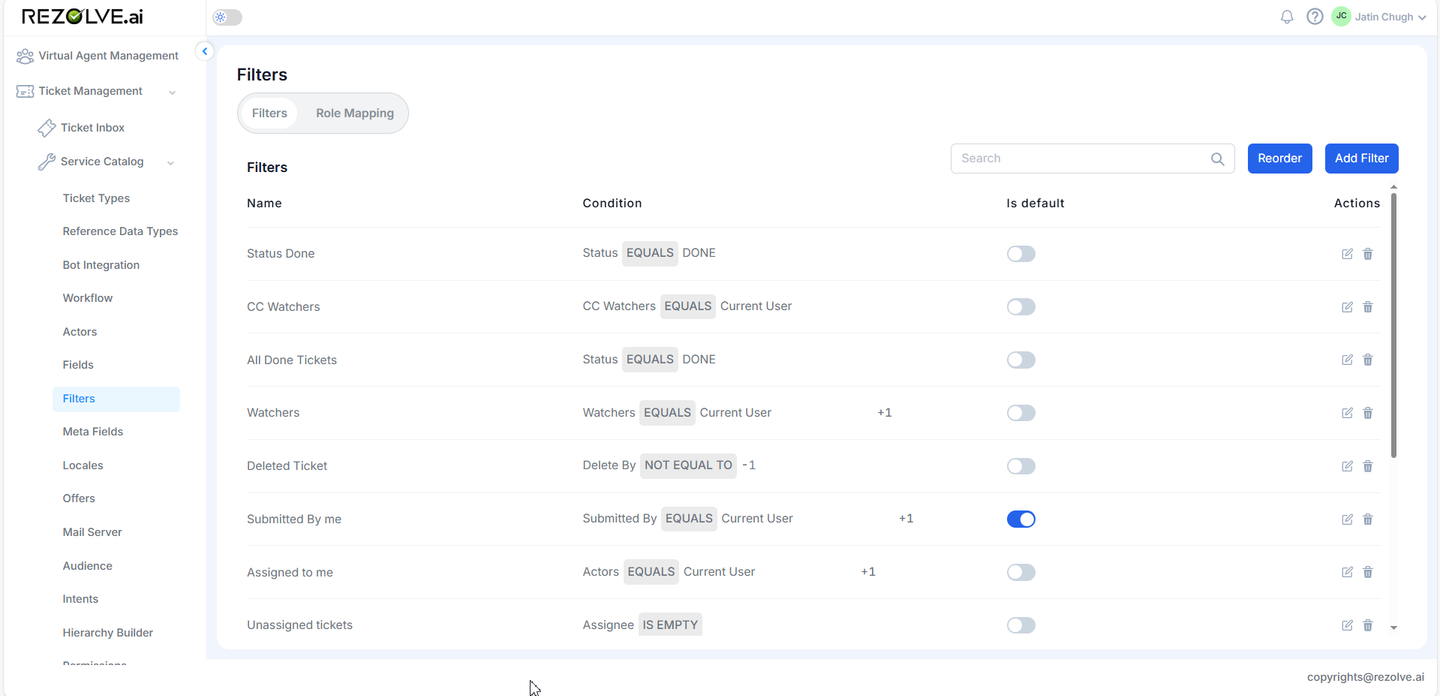 REZOLVE.ai
JC Jatin Chugh
Virtual Agent Management
Ticket Management
Ticket Inbox
Service Catalog
Ticket Types
Reference Data Types
Bot Integration
Workflow
Actors
Fields
Filters
Meta Fields
Locales
Offers
Mail Server
Audience
Intents
Hierarchy Builder
Permissions
Filters
Filters Role Mapping
Filters Search Reorder Add Filter
Name Condition Is default Actions
Status Done Status EQUALS DONE
CC Watchers CC Watchers EQUALS Current User
All Done Tickets Status EQUALS DONE
Watchers Watchers EQUALS Current User +1
Deleted Ticket Delete By NOT EQUAL TO -1
Submitted By me Submitted By EQUALS Current User +1
Assigned to me Actors EQUALS Current User +1
Unassigned tickets Assignee IS EMPTY
copyrights@rezolve.ai